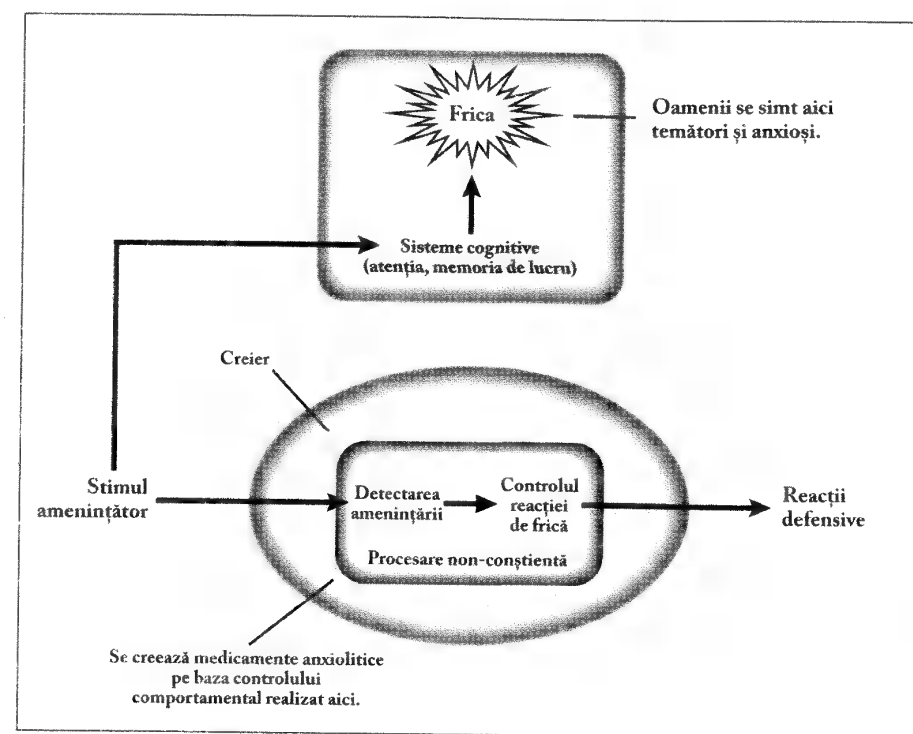 Frica
Oamenii se simt aici
temători și anxioși.
Sisteme cognitive
(atenția, memoria de lucru)
Creier
Stimul
amenințător
Detectarea
amenințării
Controlul
reacției
de frică
Procesare non-conștientă
Reacții
defensive
Se creează medicamente anxiolitice
pe baza controlului
comportamental realizat aici.